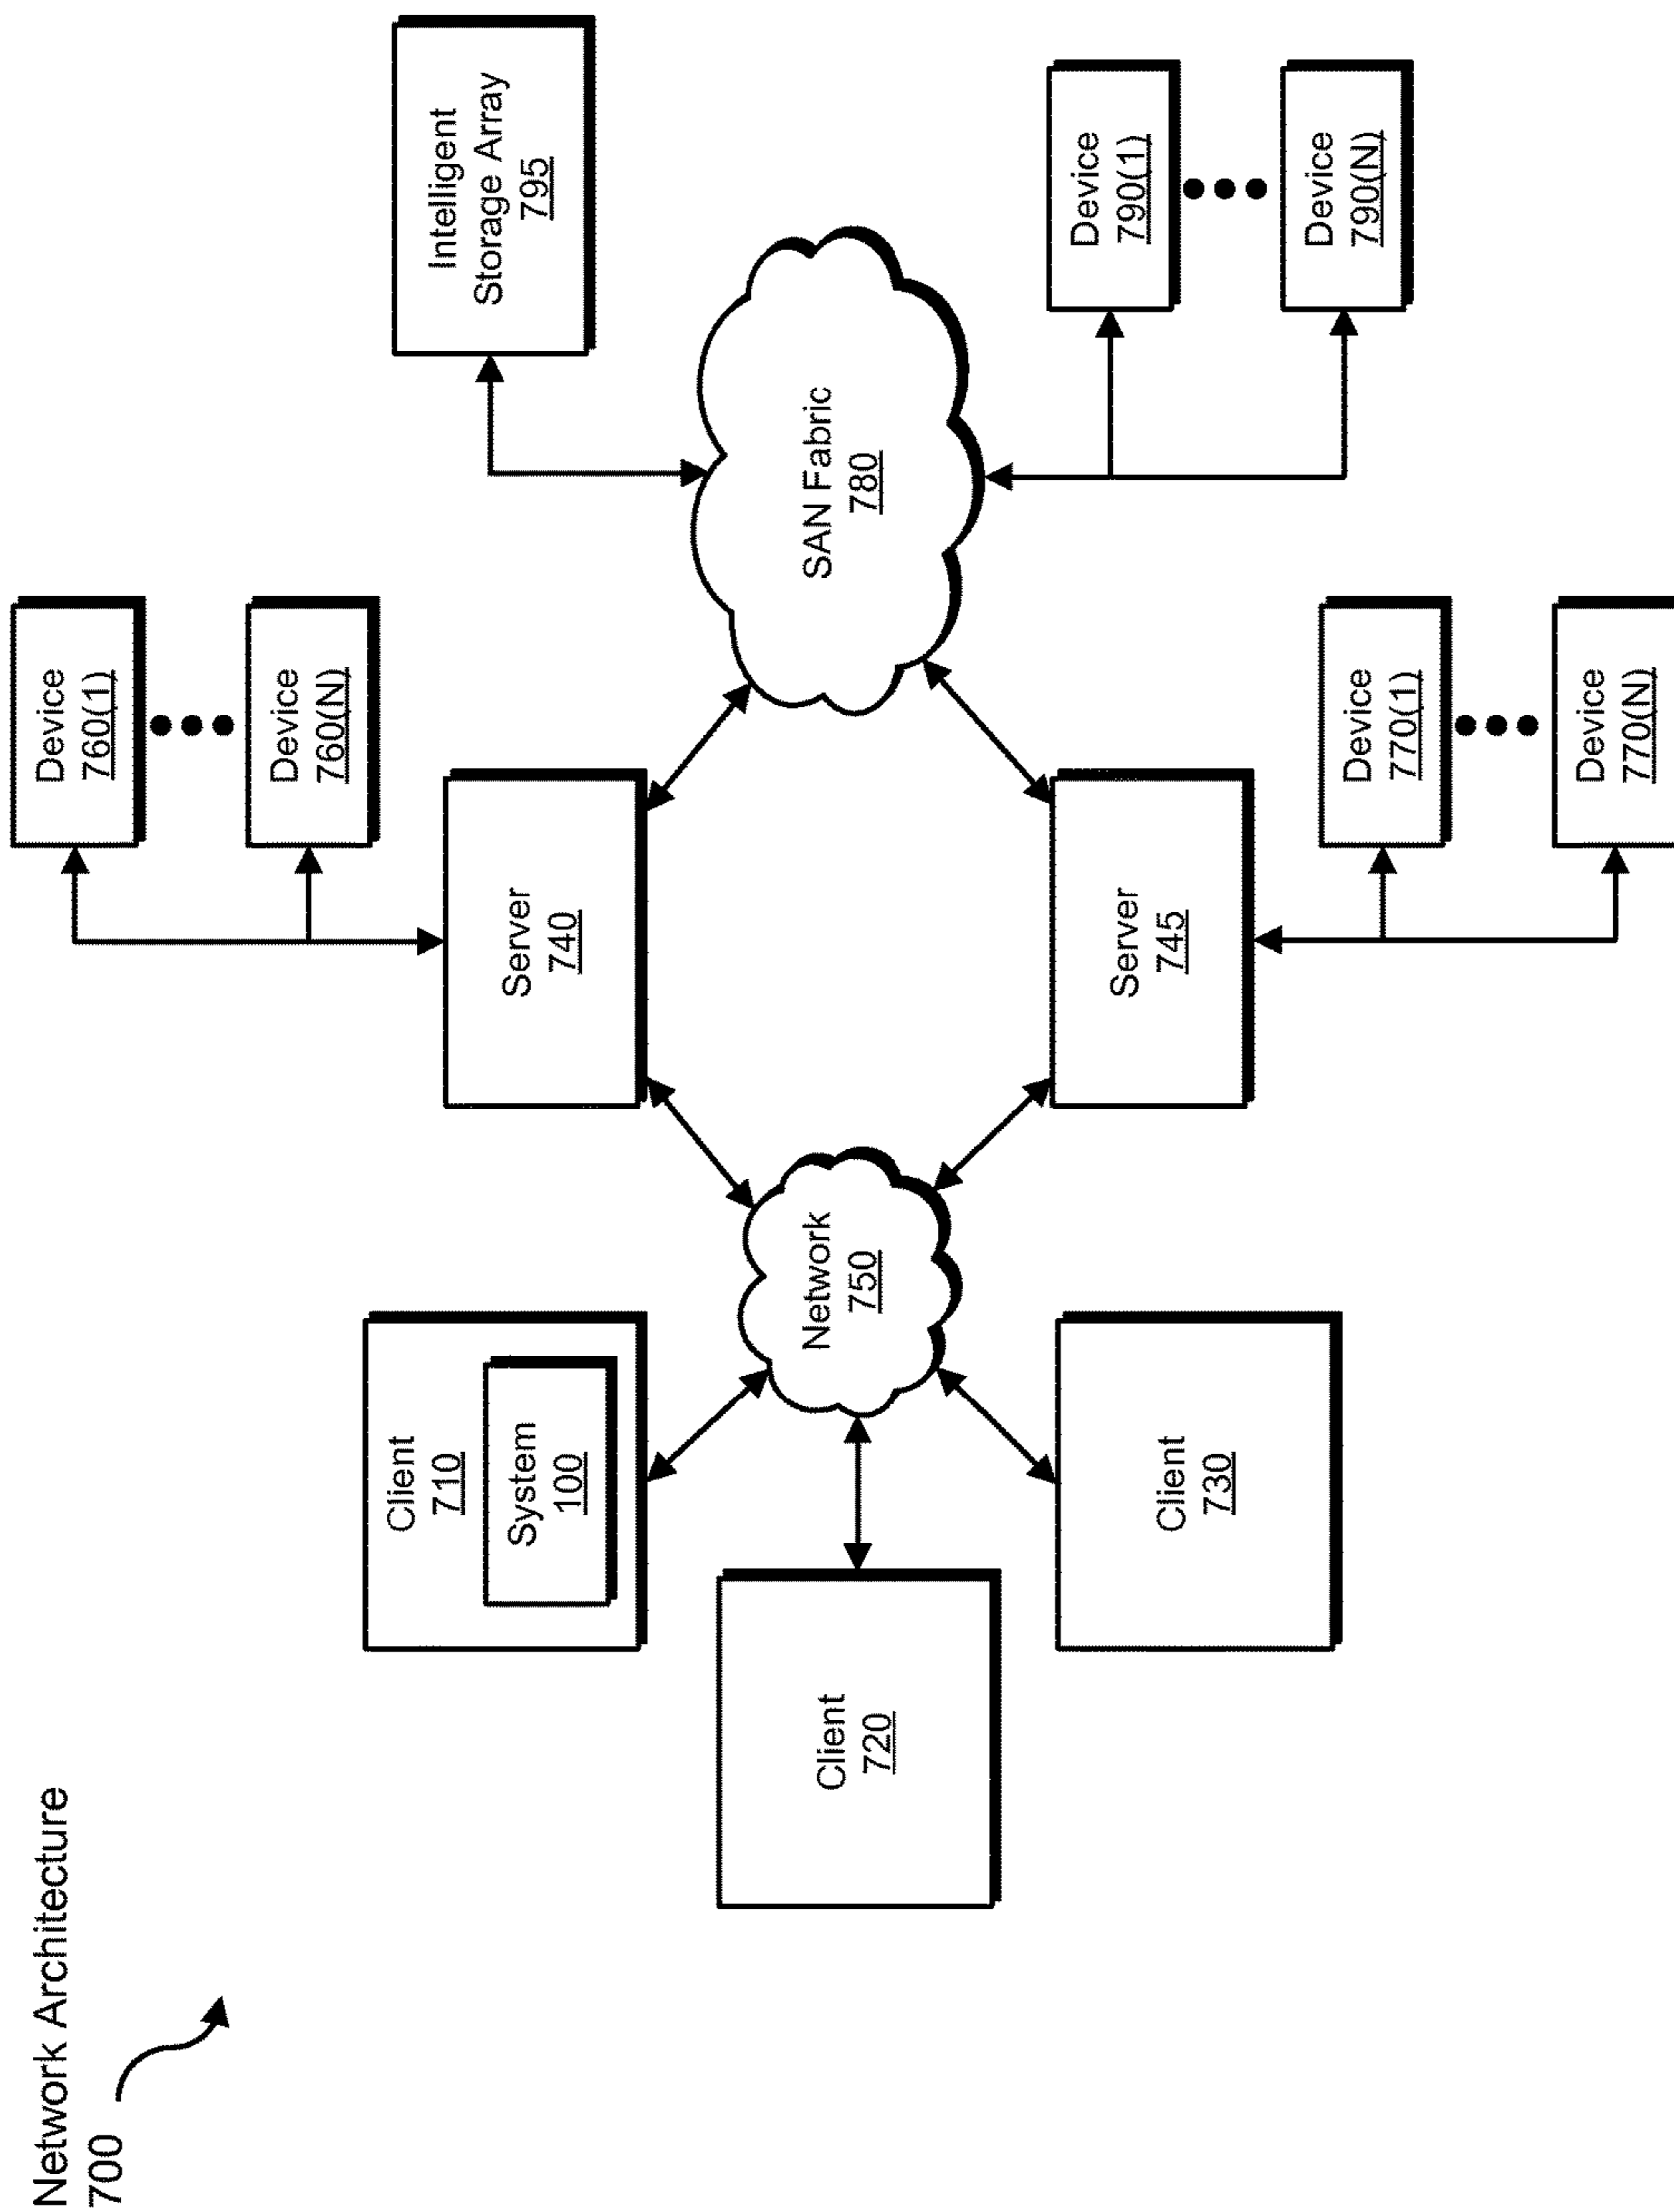 Network Architecture
700
Device
760(1)
Device
760(N)
Client
710
System
100
Server
740
Intelligent
Storage Array
795
Client
720
Network
750
SAN Fabric
780
Client
730
Server
745
Device
790(1)
Device
790(N)
Device
770(1)
Device
770(N)